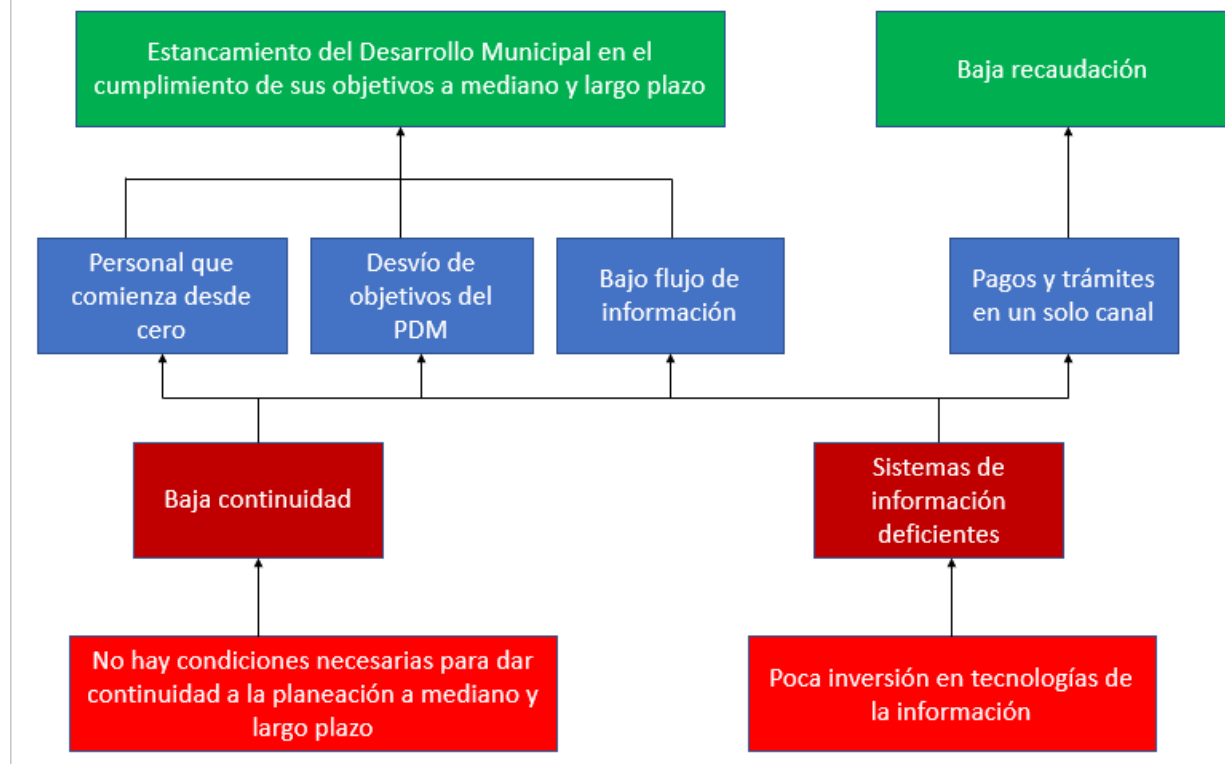 Estancamiento del Desarrollo Municipal en el
cumplimiento de sus objetivos a mediano y largo plazo
Baja recaudación
Personal que
comienza desde
cero
Desvío de
objetivos del
PDM
Bajo flujo de
información
Pagos y trámites
en un solo canal
Baja continuidad
Sistemas de
información
deficientes
No hay condiciones necesarias para dar
continuidad a la planeación a mediano y
largo plazo
Poca inversión en tecnologías de
la información